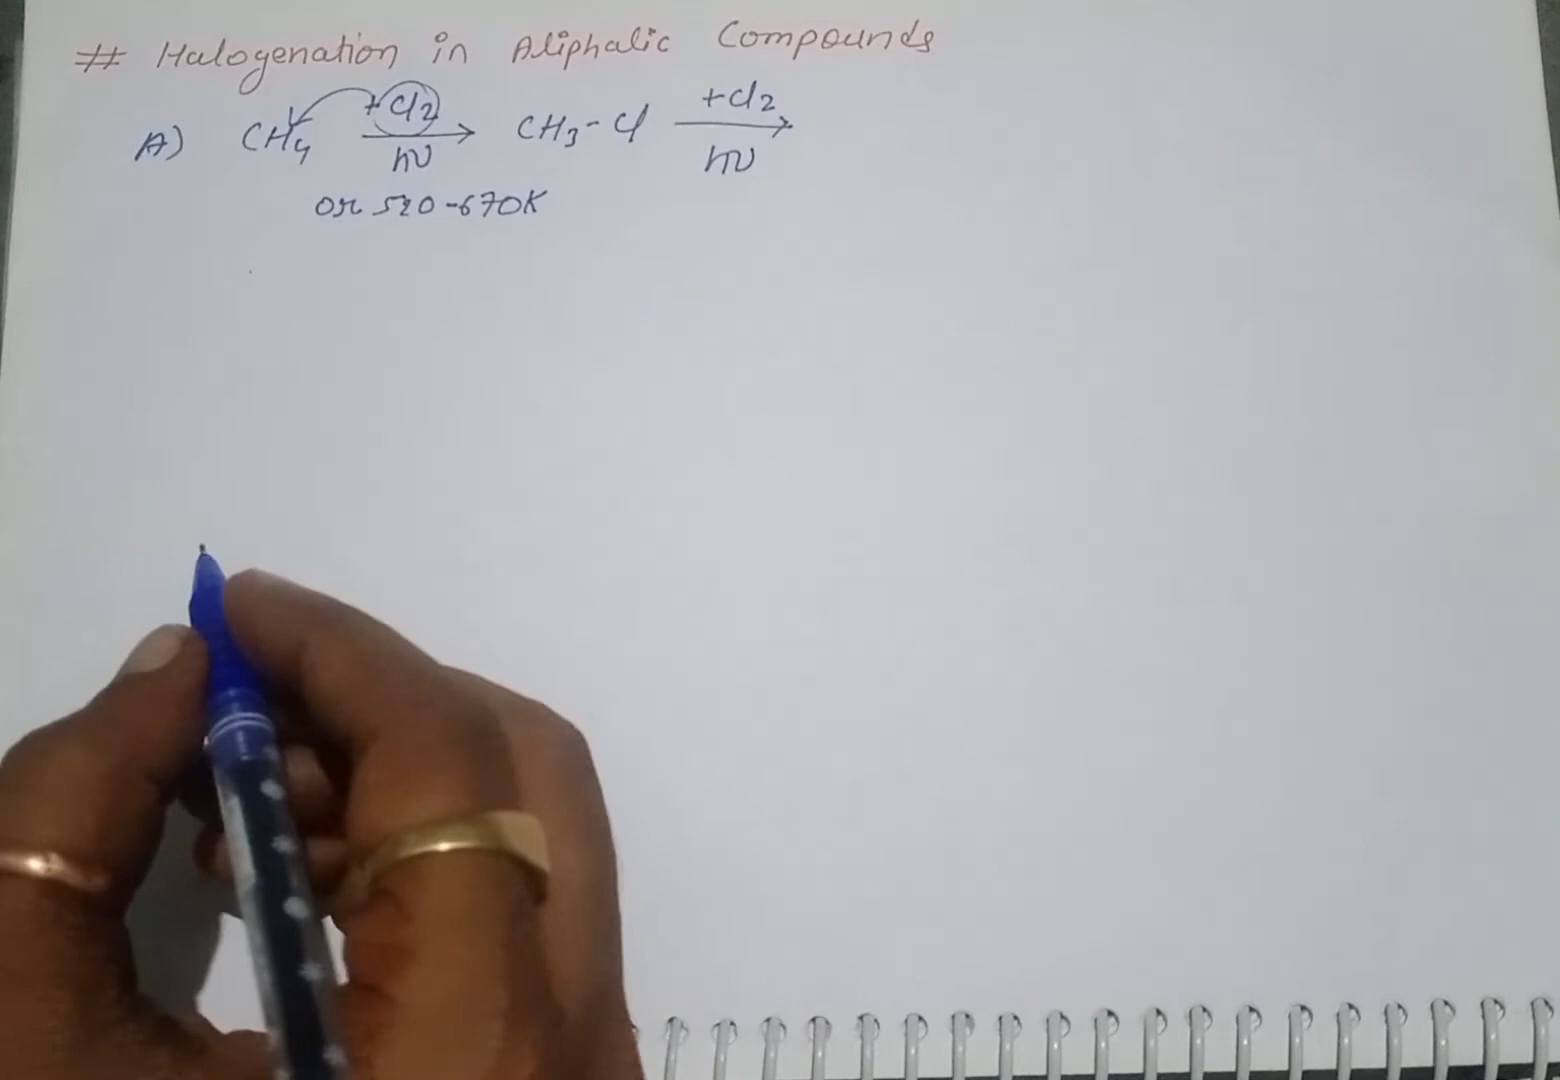 # Halogenation in Aliphatic Compounds
A) CH4 + Cl2 hν → CH3-Cl +Cl2 hν →
or 520-670K